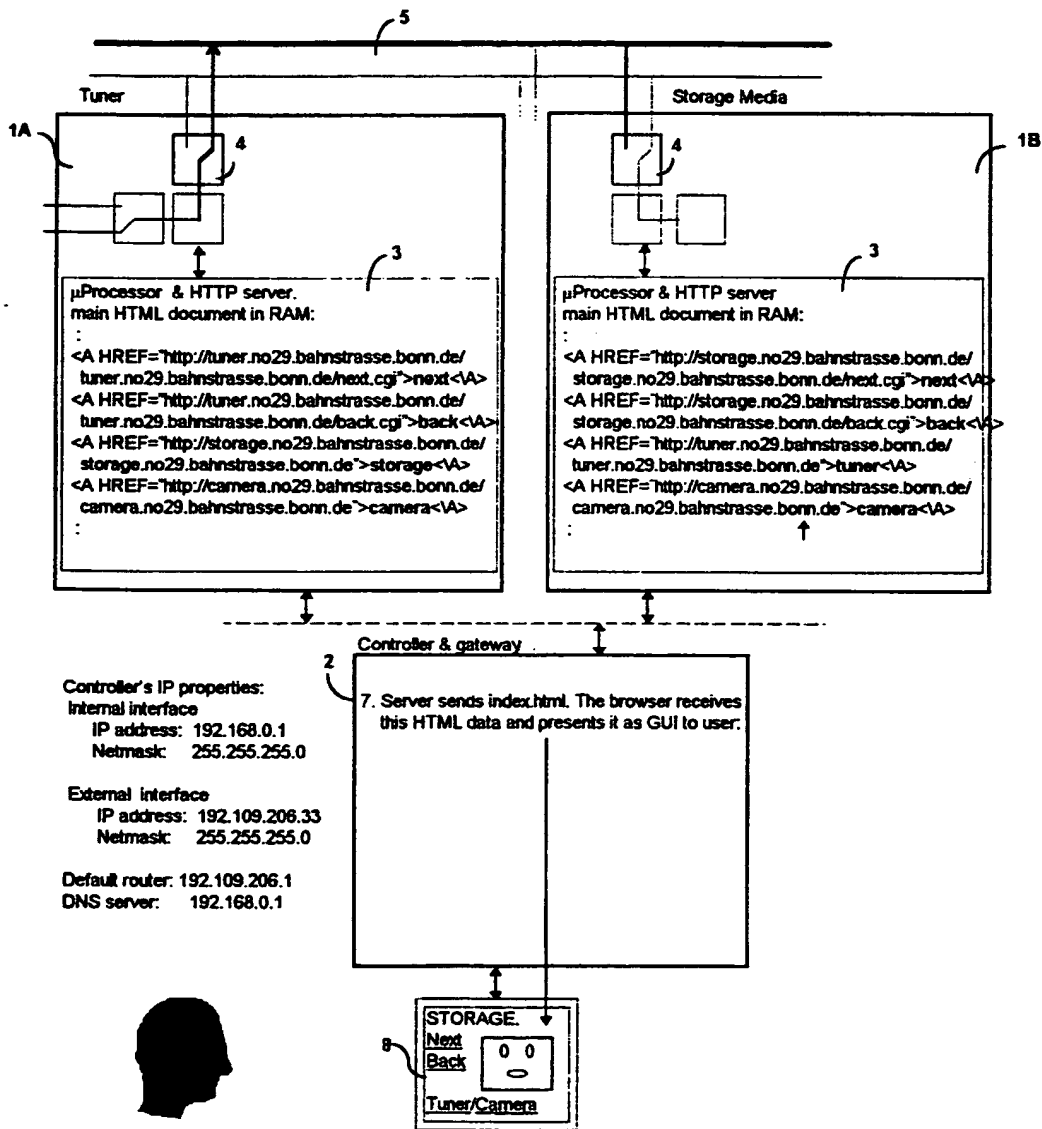 5
Tuner
Storage Media
1A
4
4
1B
3
3
µProcessor & HTTP server.
main HTML document in RAM:
:
<A HREF="http://tuner.no29.bahnstrasse.bonn.de/
tuner.no29.bahnstrasse.bonn.de/next.cgi">next<\A>
<A HREF="http://tuner.no29.bahnstrasse.bonn.de/
tuner.no29.bahnstrasse.bonn.de/back.cgi">back<\A>
<A HREF="http://storage.no29.bahnstrasse.bonn.de/
storage.no29.bahnstrasse.bonn.de">storage<\A>
<A HREF="http://camera.no29.bahnstrasse.bonn.de/
camera.no29.bahnstrasse.bonn.de">camera<\A>
:
µProcessor & HTTP server
main HTML document in RAM:
:
<A HREF="http://storage.no29.bahnstrasse.bonn.de/
storage.no29.bahnstrasse.bonn.de/next.cgi">next<\A>
<A HREF="http://storage.no29.bahnstrasse.bonn.de/
storage.no29.bahnstrasse.bonn.de/back.cgi">back<\A>
<A HREF="http://tuner.no29.bahnstrasse.bonn.de/
tuner.no29.bahnstrasse.bonn.de">tuner<\A>
<A HREF="http://camera.no29.bahnstrasse.bonn.de/
camera.no29.bahnstrasse.bonn.de">camera<\A>
:
Controller & gateway
2
7. Server sends index.html. The browser receives
this HTML data and presents it as GUI to user:
Controller's IP properties:
Internal interface
IP address: 192.168.0.1
Netmask: 255.255.255.0
External interface
IP address: 192.109.206.33
Netmask: 255.255.255.0
Default router: 192.109.206.1
DNS server: 192.168.0.1
STORAGE.
Next
Back
8
Tuner/Camera